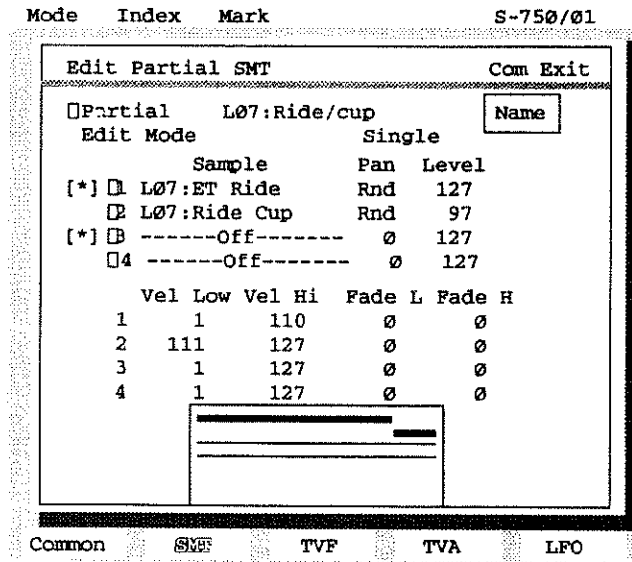 Mode Index Mark S-750/01
Edit Partial SMT Com Exit
Partial L07:Ride/cup Name
Edit Mode Single
Sample Pan Level
[*] 1 L07:ET Ride Rnd 127
2 L07:Ride Cup Rnd 97
[*] 3 ------Off------- 0 127
4 ------Off------- 0 127
Vel Low Vel Hi Fade L Fade H
1 1 110 0 0
2 111 127 0 0
3 1 127 0 0
4 1 127 0 0
Common SMT TVF TVA LFO